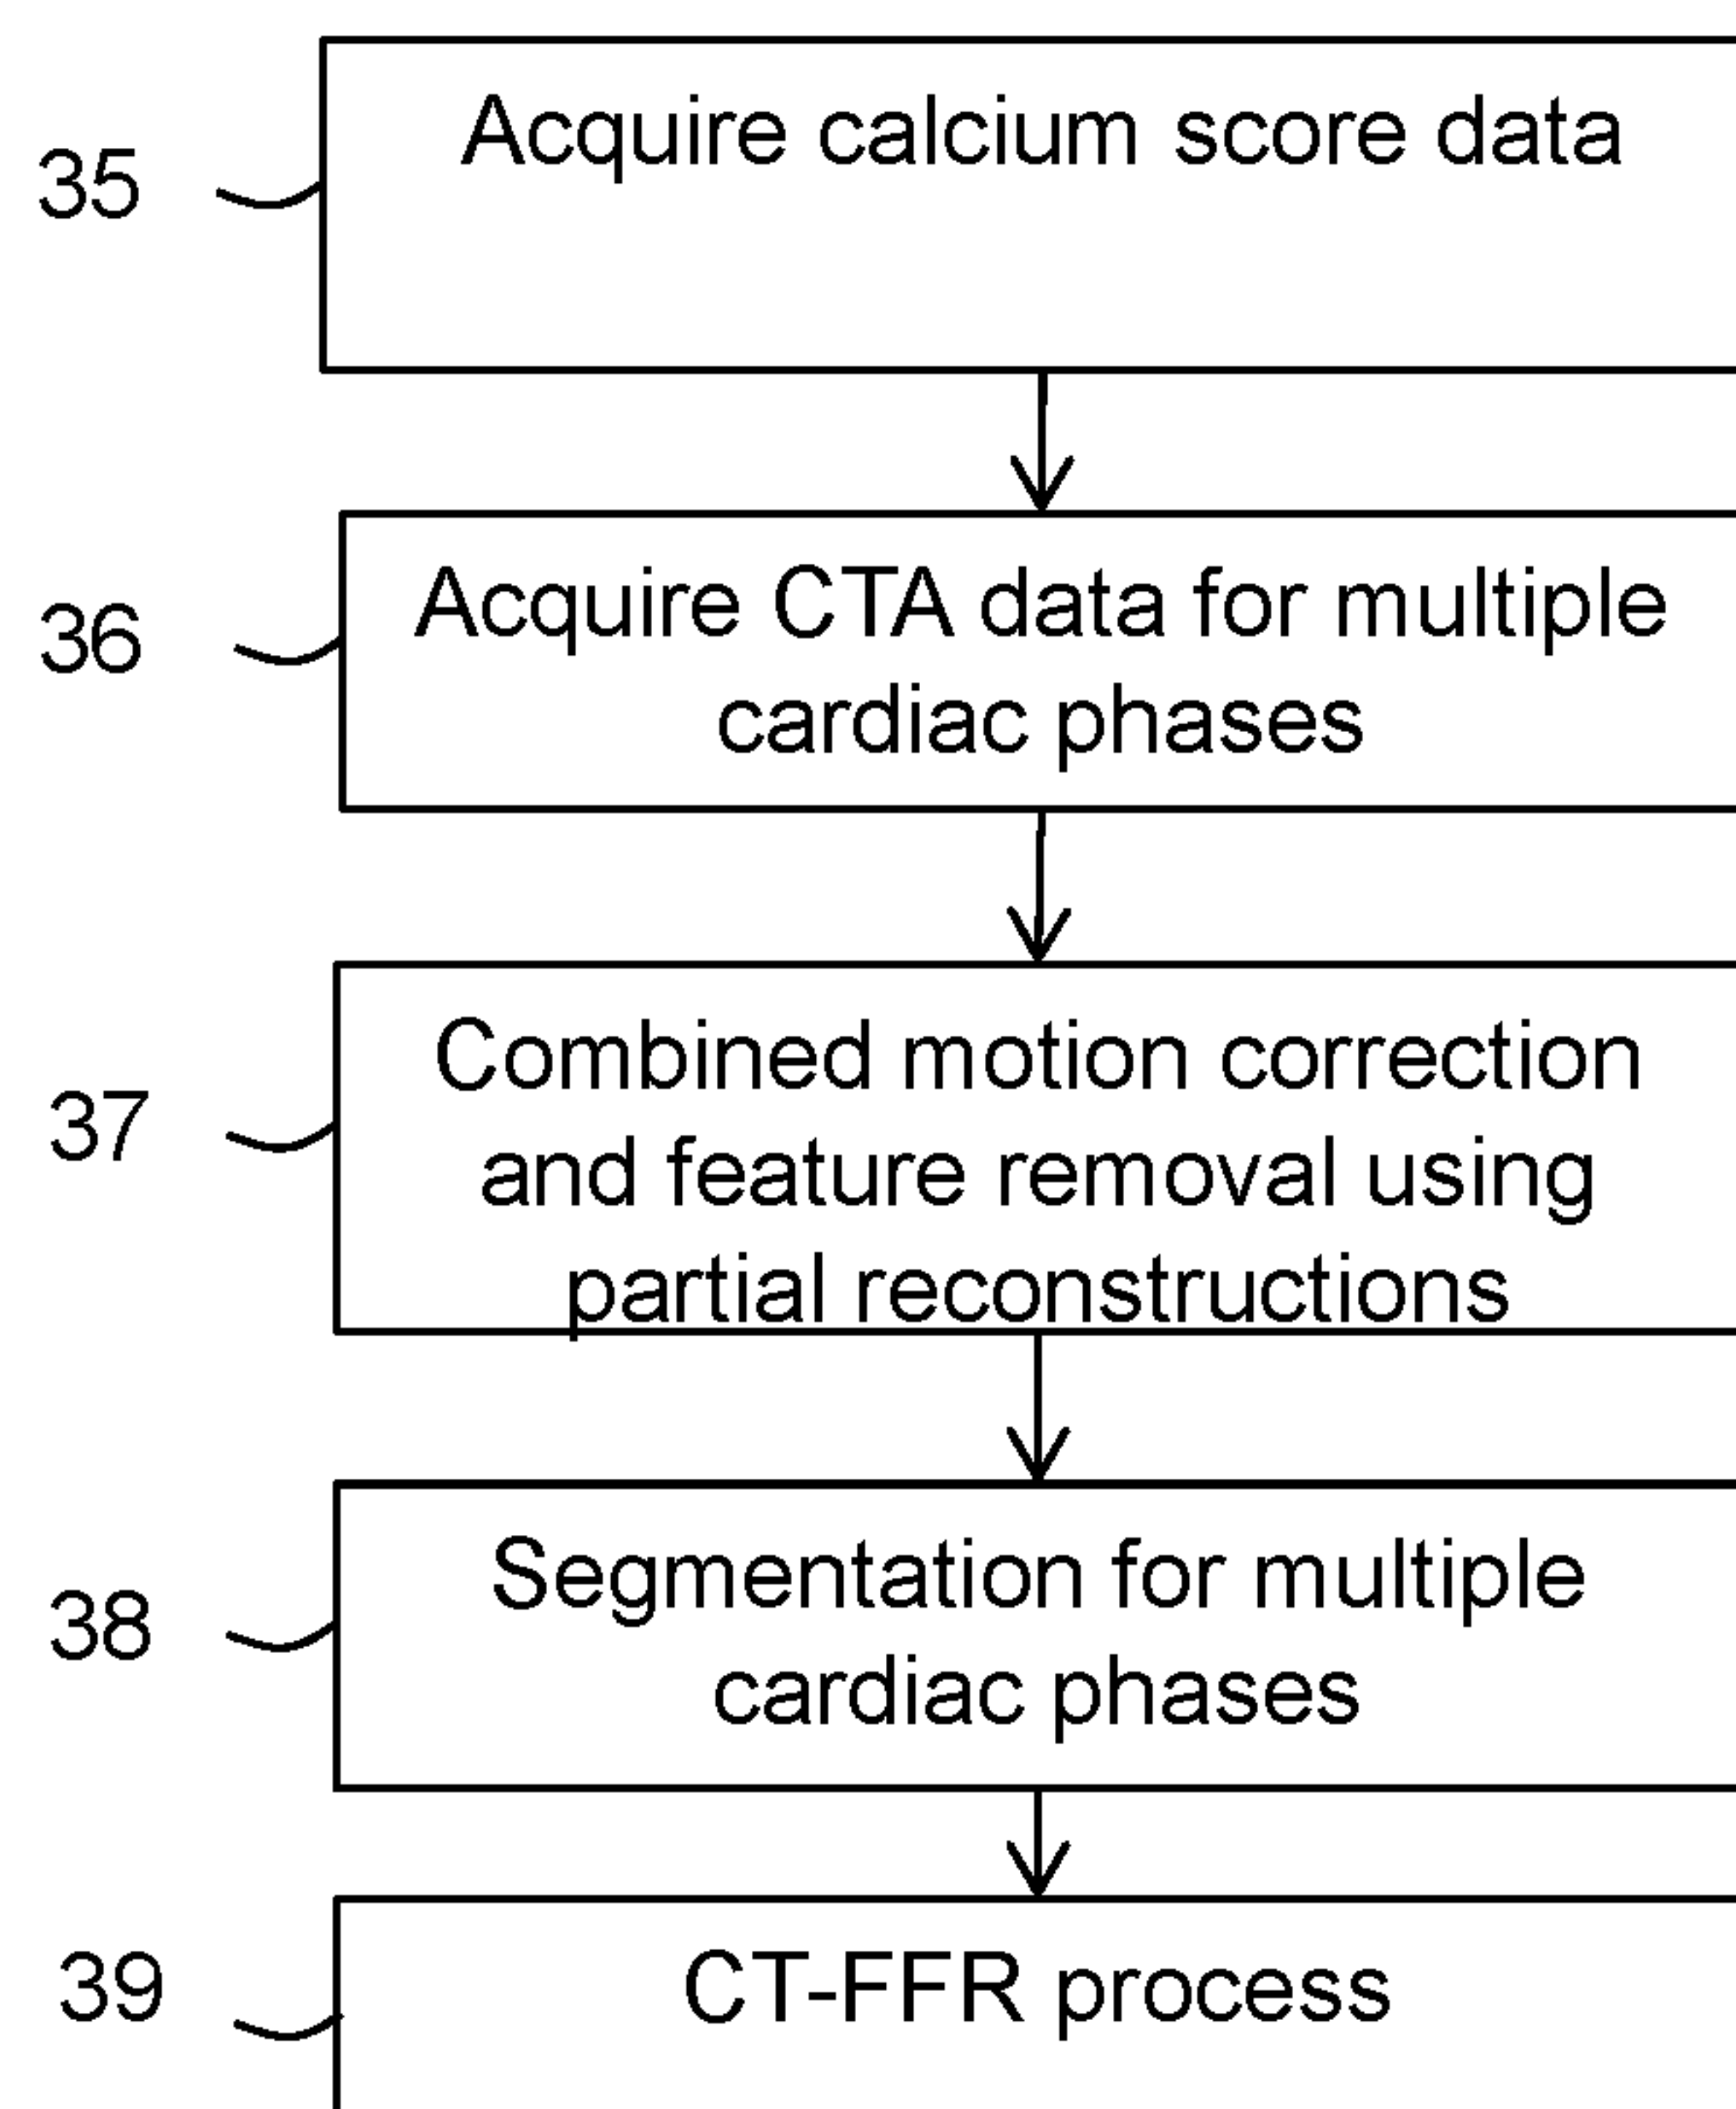 35
Acquire calcium score data
36
Acquire CTA data for multiple
cardiac phases
37
Combined motion correction
and feature removal using
partial reconstructions
38
Segmentation for multiple
cardiac phases
39
CT-FFR process